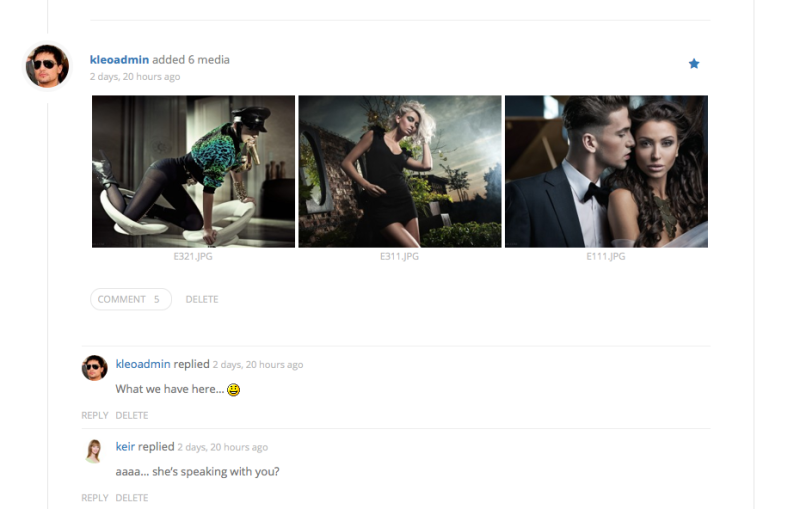 kleoadmin added 6 media
2 days, 20 hours ago
E321.JPG
E311.JPG
E111.JPG
COMMENT 5 DELETE
kleoadmin replied 2 days, 20 hours ago
What we have here...
REPLY DELETE
keir replied 2 days, 20 hours ago
aaaa... she's speaking with you?
REPLY DELETE